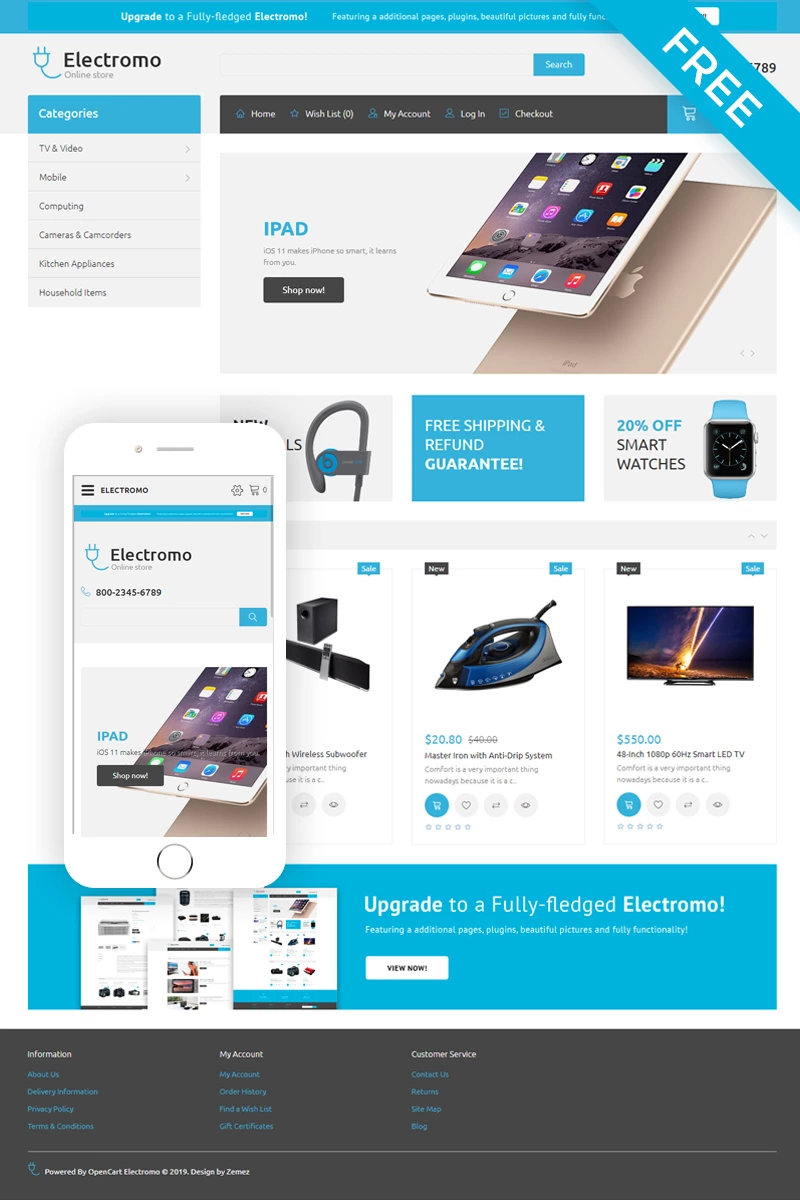 Upgrade to a Fully-fledged Electromo!
Featuring a additional pages, plugins, beautiful pictures and fully
FREE
Electromo
Online store
Search
6789
Categories
Home
Wish List (0)
My Account
Log In
Checkout
TV & Video
Mobile
Computing
Cameras & Camcorders
Kitchen Appliances
Household Items
IPAD
iOS 11 makes iPhone so smart, it learns
from you.
Shop now!
iPad
NEW
LS
FREE SHIPPING &
REFUND
GUARANTEE!
20% OFF
SMART
WATCHES
ELECTROMO
0
Electromo
Online store
800-2345-6789
IPAD
iOS 11 makes iPhone so smart, it learns from you.
Shop now!
Sale
New
Sale
New
Sale
h Wireless Subwoofer
important thing
because it is a c..
$20.80 $40.00
Master Iron with Anti-Drip System
Comfort is a very important thing
nowadays because it is a c..
$550.00
48-Inch 1080p 60Hz Smart LED TV
Comfort is a very important thing
nowadays because it is a c..
Upgrade to a Fully-fledged Electromo!
Featuring a additional pages, plugins, beautiful pictures and fully functionality!
VIEW NOW!
Information
About Us
Delivery Information
Privacy Policy
Terms & Conditions
My Account
My Account
Order History
Find a Wish List
Gift Certificates
Customer Service
Contact Us
Returns
Site Map
Blog
Powered By OpenCart Electromo © 2019. Design by Zemez